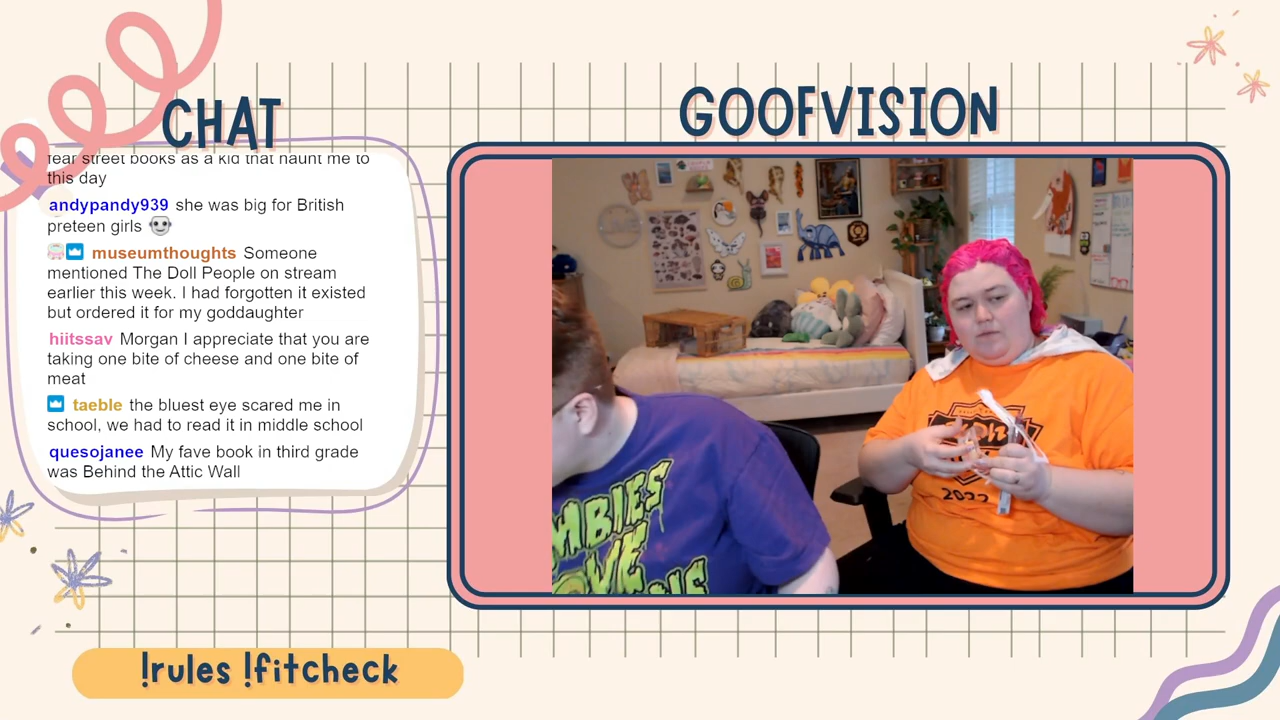 CHAT
GOOFVISION
fear street books as a kid that haunt me to
this day
andypandy939 she was big for British
preteen girls
museumthoughts Someone
mentioned The Doll People on stream
earlier this week. I had forgotten it existed
but ordered it for my goddaughter
hiitssav Morgan I appreciate that you are
taking one bite of cheese and one bite of
meat
taeble the bluest eye scared me in
school, we had to read it in middle school
quesojanee My fave book in third grade
was Behind the Attic Wall
2022
!rules !fitcheck